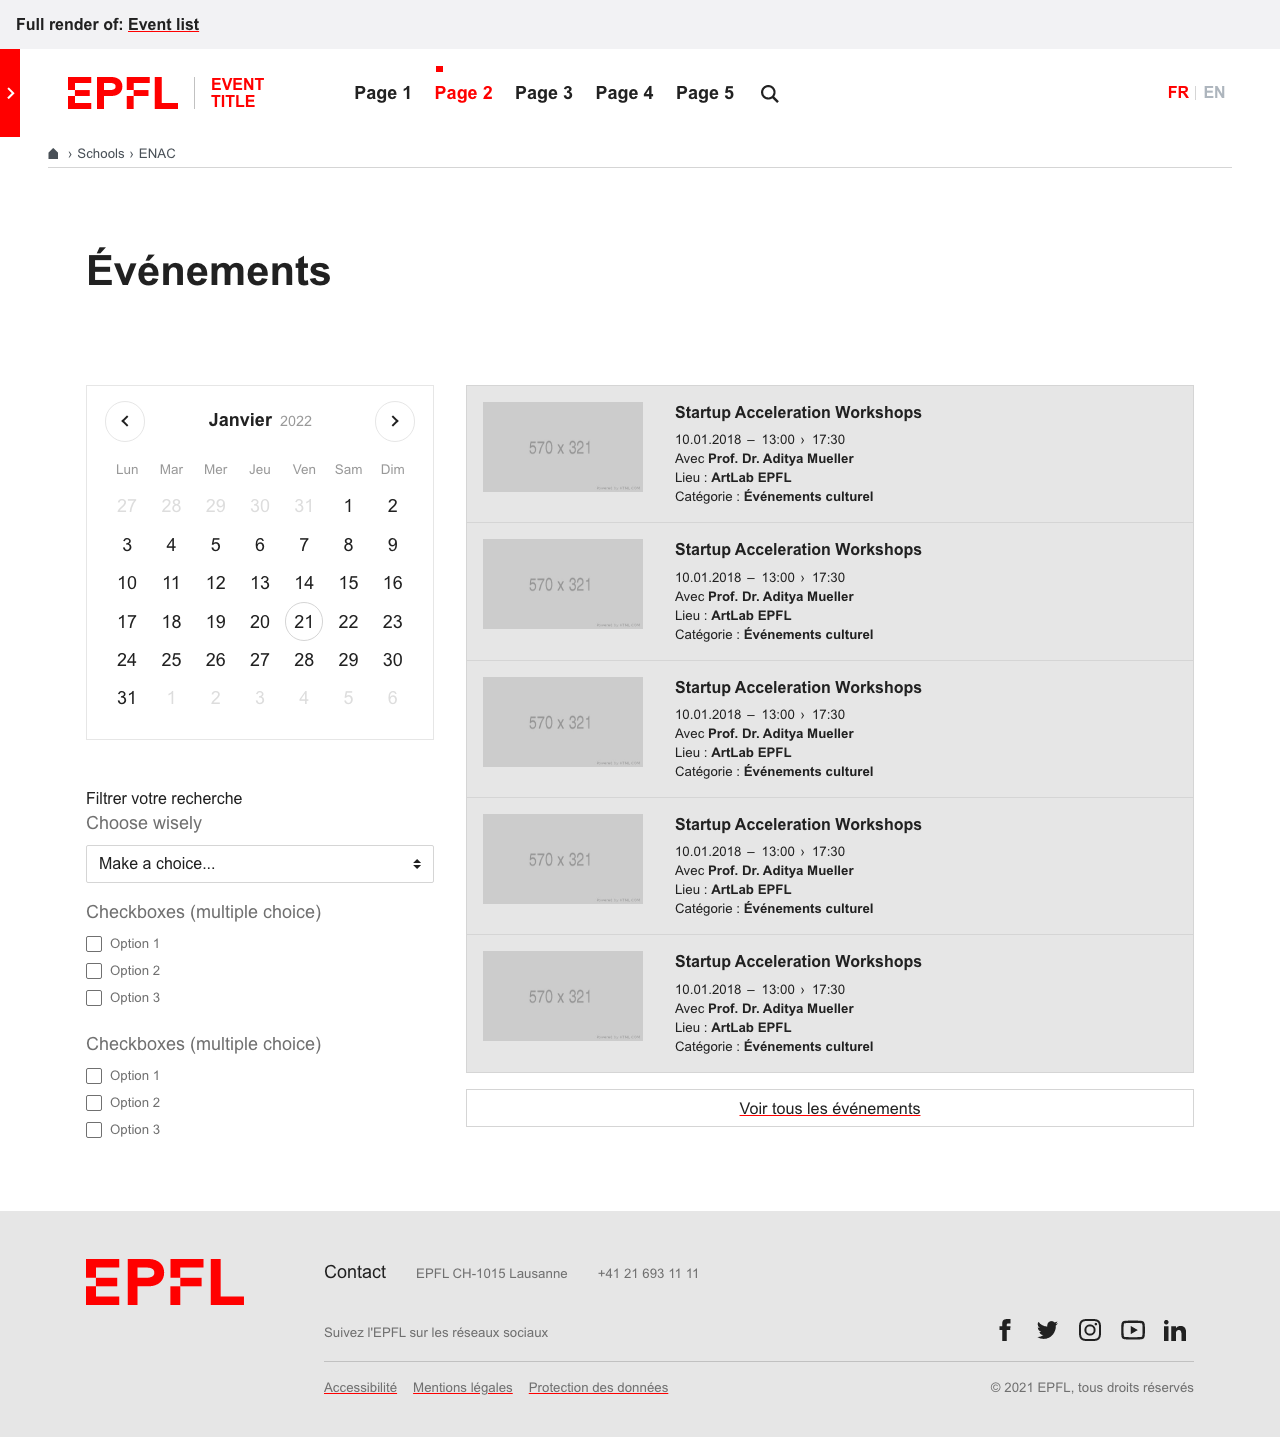 Full render of: Event list
EPFL
EVENT
TITLE
Page 1 Page 2 Page 3 Page 4 Page 5
FR EN
› Schools › ENAC
Événements
Janvier 2022
Lun Mar Mer Jeu Ven Sam Dim
27 28 29 30 31 1 2
3 4 5 6 7 8 9
10 11 12 13 14 15 16
17 18 19 20 21 22 23
24 25 26 27 28 29 30
31 1 2 3 4 5 6
Filtrer votre recherche
Choose wisely
Make a choice...
Checkboxes (multiple choice)
Option 1
Option 2
Option 3
Checkboxes (multiple choice)
Option 1
Option 2
Option 3
570 x 321
Startup Acceleration Workshops
10.01.2018 – 13:00 › 17:30
Avec Prof. Dr. Aditya Mueller
Lieu : ArtLab EPFL
Catégorie : Événements culturel
570 x 321
Startup Acceleration Workshops
10.01.2018 – 13:00 › 17:30
Avec Prof. Dr. Aditya Mueller
Lieu : ArtLab EPFL
Catégorie : Événements culturel
570 x 321
Startup Acceleration Workshops
10.01.2018 – 13:00 › 17:30
Avec Prof. Dr. Aditya Mueller
Lieu : ArtLab EPFL
Catégorie : Événements culturel
570 x 321
Startup Acceleration Workshops
10.01.2018 – 13:00 › 17:30
Avec Prof. Dr. Aditya Mueller
Lieu : ArtLab EPFL
Catégorie : Événements culturel
570 x 321
Startup Acceleration Workshops
10.01.2018 – 13:00 › 17:30
Avec Prof. Dr. Aditya Mueller
Lieu : ArtLab EPFL
Catégorie : Événements culturel
Voir tous les événements
EPFL
Contact EPFL CH-1015 Lausanne +41 21 693 11 11
Suivez l'EPFL sur les réseaux sociaux
Accessibilité Mentions légales Protection des données
© 2021 EPFL, tous droits réservés